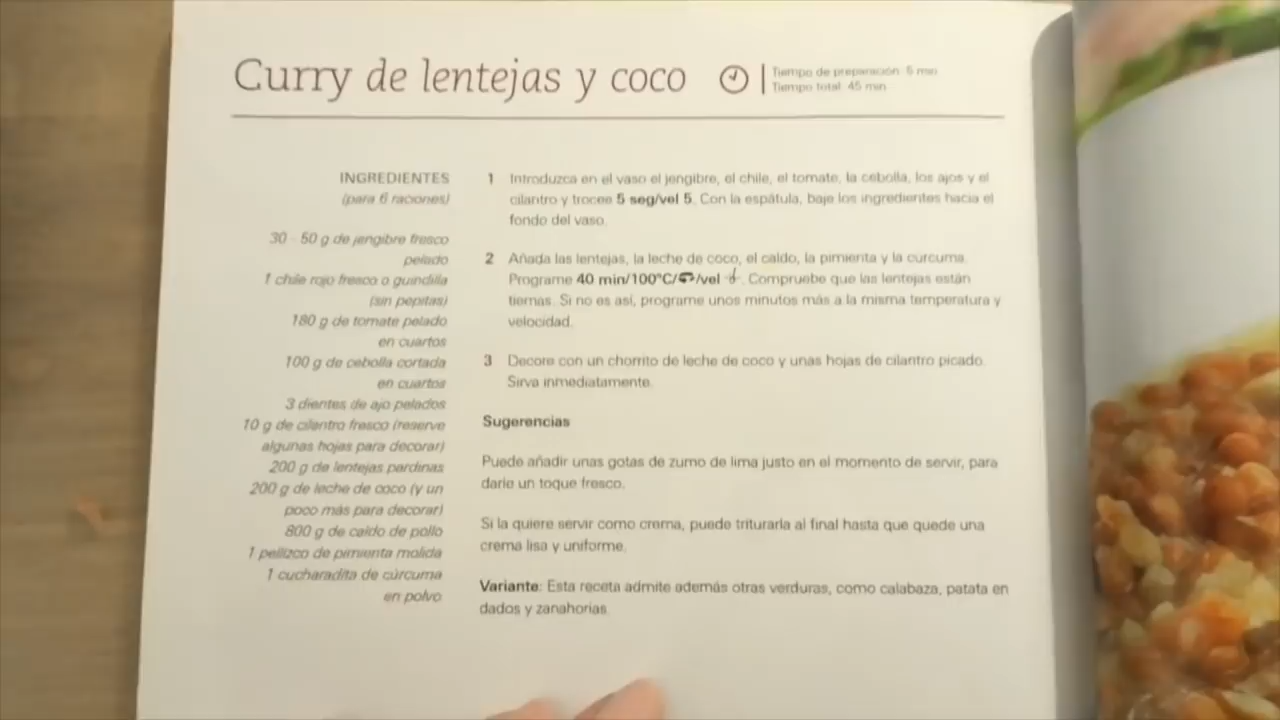 Curry de lentejas y coco
Tiempo de preparación 5 min
Tiempo total 45 min
INGREDIENTES
(para 6 raciones)
30 - 50 g de jengibre fresco
pelado
1 chile rojo fresco o guindilla
(sin pepitas)
180 g de tomate pelado
en cuartos
100 g de cebolla cortada
en cuartos
3 dientes de ajo pelados
10 g de cilantro fresco (reserve
algunas hojas para decorar)
200 g de lentejas pardinas
200 g de leche de coco (y un
poco más para decorar)
800 g de caldo de pollo
1 pellizco de pimienta molida
1 cucharadita de cúrcuma
en polvo
1 Introduzca en el vaso el jengibre, el chile, el tomate, la cebolla, los ajos y el
cilantro y trocee 5 seg/vel 5. Con la espátula, baje los ingredientes hacia el
fondo del vaso.
2 Añada las lentejas, la leche de coco, el caldo, la pimienta y la cúrcuma.
Programe 40 min/100°C/ /vel . Compruebe que las lentejas están
tiernas. Si no es así, programe unos minutos más a la misma temperatura y
velocidad.
3 Decore con un chorrito de leche de coco y unas hojas de cilantro picado.
Sirva inmediatamente.
Sugerencias
Puede añadir unas gotas de zumo de lima justo en el momento de servir, para
darle un toque fresco.
Si la quiere servir como crema, puede triturarla al final hasta que quede una
crema lisa y uniforme.
Variante: Esta receta admite además otras verduras, como calabaza, patata en
dados y zanahorias.